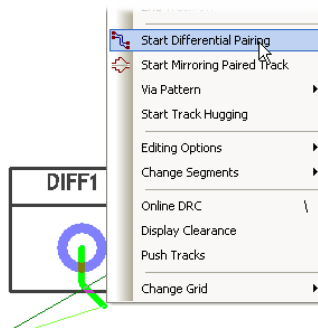 Start Differential Pairing
Start Mirroring Paired Track
Via Pattern
Start Track Hugging
Editing Options
Change Segments
Online DRC \
Display Clearance
Push Tracks
Change Grid
DIFF1